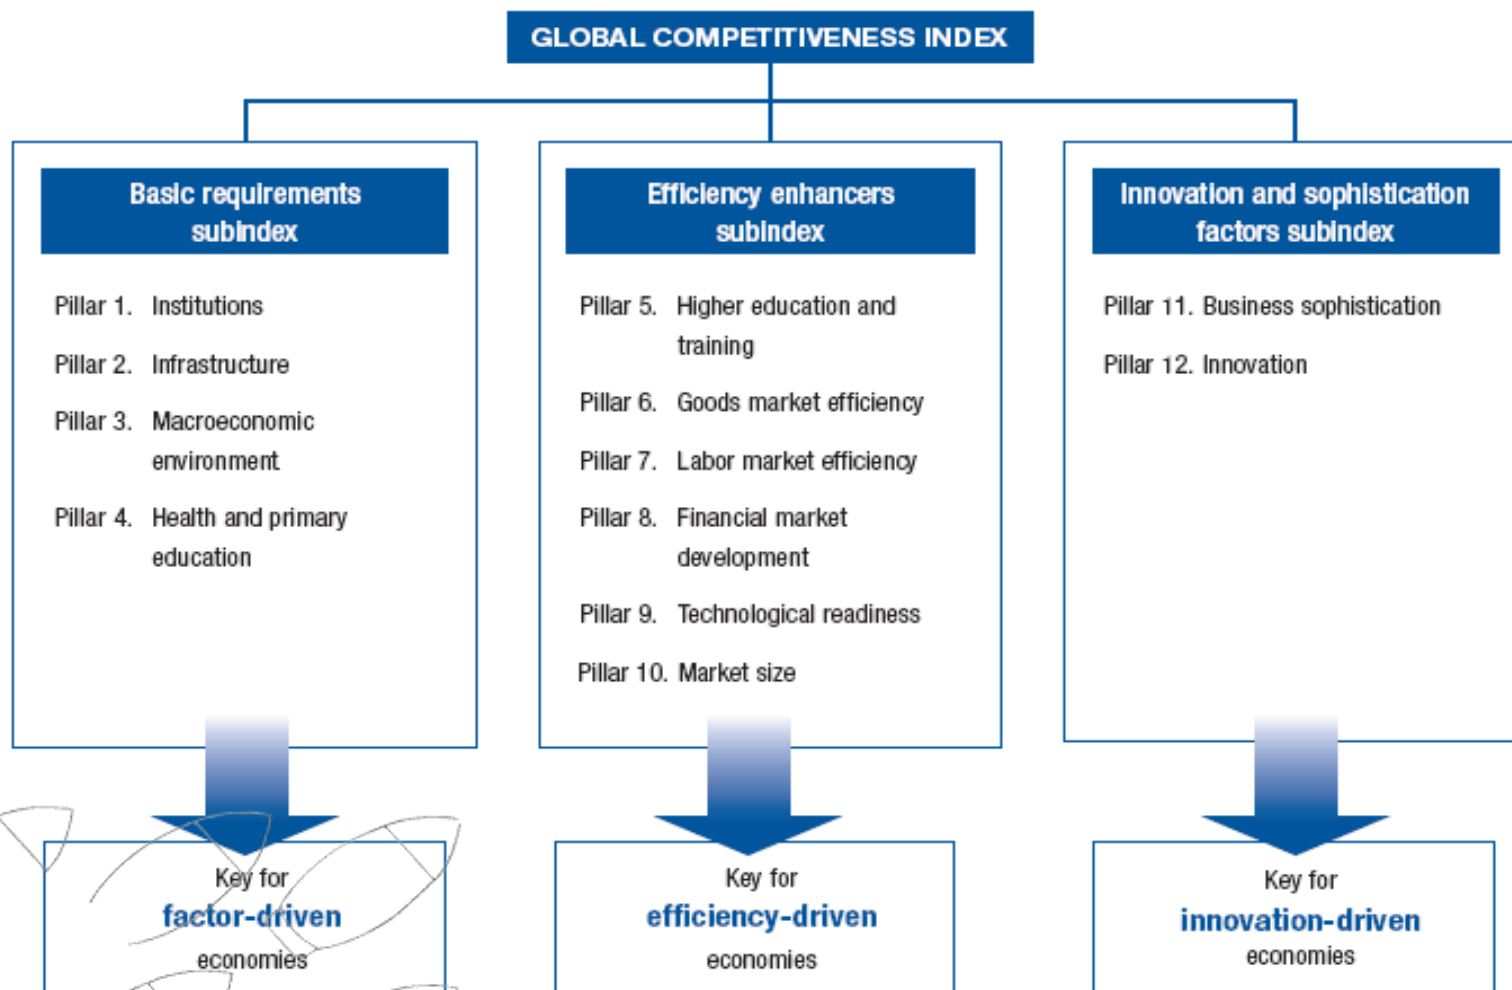 GLOBAL COMPETITIVENESS INDEX
Basic requirements
subindex
Pillar 1. Institutions
Pillar 2. Infrastructure
Pillar 3. Macroeconomic
environment
Pillar 4. Health and primary
education
Key for
factor-driven
economies
Efficiency enhancers
subindex
Pillar 5. Higher education and
training
Pillar 6. Goods market efficiency
Pillar 7. Labor market efficiency
Pillar 8. Financial market
development
Pillar 9. Technological readiness
Pillar 10. Market size
Key for
efficiency-driven
economies
Innovation and sophistication
factors subindex
Pillar 11. Business sophistication
Pillar 12. Innovation
Key for
innovation-driven
economies